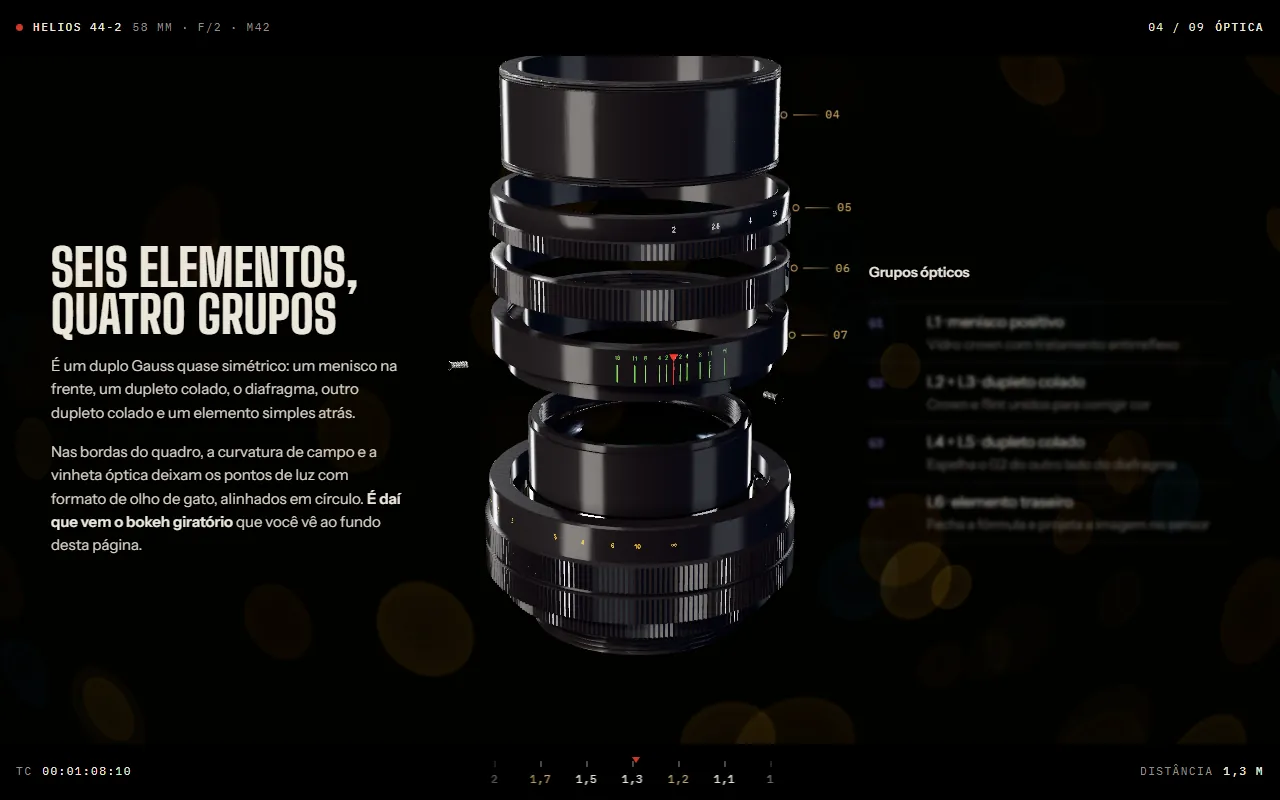 HELIOS 44-2 58 MM · F/2 · M42
04 / 09 ÓPTICA
04
05
2 2.8 4
06
07
SEIS ELEMENTOS,
QUATRO GRUPOS
É um duplo Gauss quase simétrico: um menisco na
frente, um dupleto colado, o diafragma, outro
dupleto colado e um elemento simples atrás.
Nas bordas do quadro, a curvatura de campo e a
vinheta óptica deixam os pontos de luz com
formato de olho de gato, alinhados em círculo. É daí
que vem o bokeh giratório que você vê ao fundo
desta página.
Grupos ópticos
L1 · menisco positivo
Vidro crown com tratamento antirreflexo
L2 + L3 · dupleto colado
Crown e flint unidos para corrigir cor
L4 + L5 · dupleto colado
Espelha o G2 do outro lado do diafragma
L6 · elemento traseiro
Fecha a fórmula e projeta a imagem no sensor
4 6 10 ∞
TC 00:01:08:10
2 1,7 1,5 1,3 1,2 1,1 1
DISTÂNCIA 1,3 M